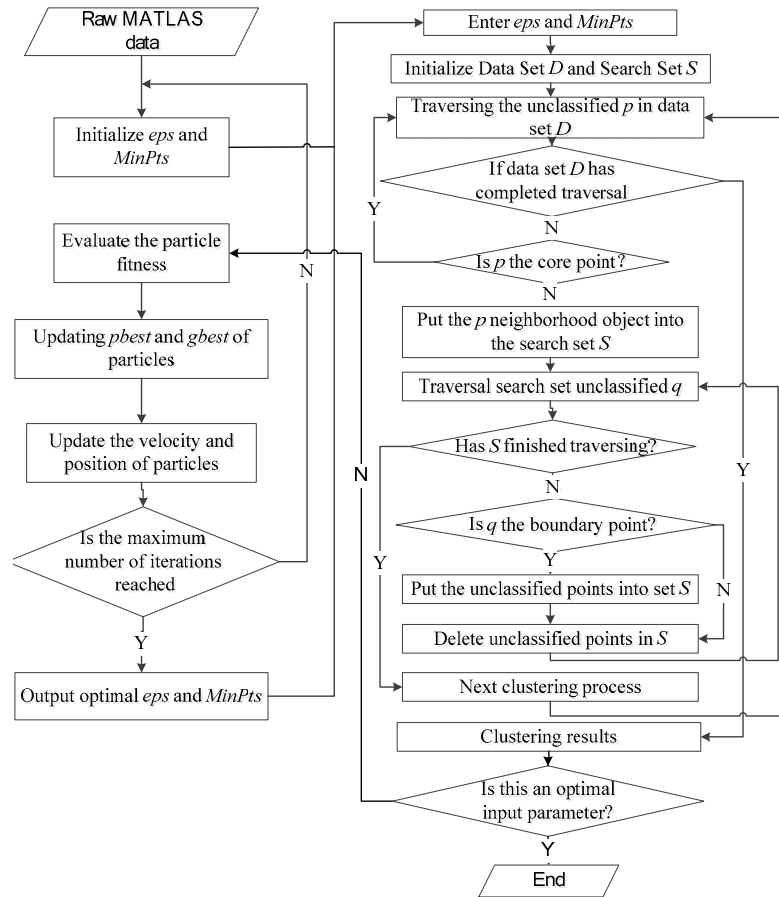 Raw MATLAS
data
Initialize eps and
MinPts
Evaluate the particle
fitness
N
Updating pbest and gbest of
particles
Update the velocity and
position of particles
Is the maximum
number of iterations
reached
Y
Output optimal eps and MinPts
Enter eps and MinPts
Initialize Data Set D and Search Set S
Traversing the unclassified p in data
set D
If data set D has
completed traversal
Y
N
Is p the core point?
N
Put the p neighborhood object into
the search set S
Traversal search set unclassified q
Has S finished traversing?
Y
N
N
Is q the boundary point?
Y
Y
N
Put the unclassified points into set S
Delete unclassified points in S
Next clustering process
Clustering results
Is this an optimal
input parameter?
Y
End